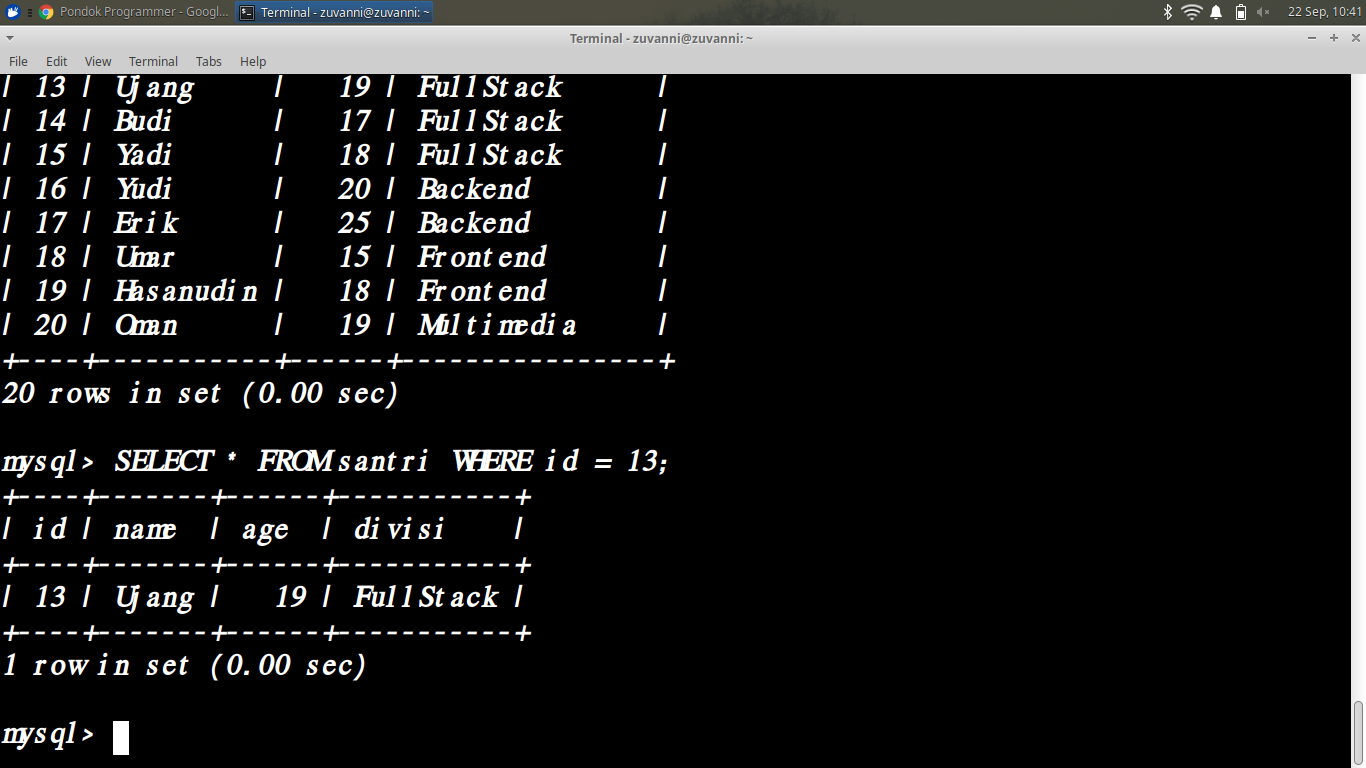 Pondok Programmer - Googl... Terminal - zuvanni@zuvanni: ~ 22 Sep, 10:41
Terminal - zuvanni@zuvanni: ~
File Edit View Terminal Tabs Help
| 13 | Ujang | 19 | FullStack |
| 14 | Budi | 17 | FullStack |
| 15 | Yadi | 18 | FullStack |
| 16 | Yudi | 20 | Backend |
| 17 | Erik | 25 | Backend |
| 18 | Umar | 15 | Frontend |
| 19 | Hasanudin | 18 | Frontend |
| 20 | Oman | 19 | Multimedia |
+----+-----------+------+----------------+
20 rows in set (0.00 sec)
mysql> SELECT * FROM santri WHERE id = 13;
+----+-------+------+-----------+
| id | name | age | divisi |
+----+-------+------+-----------+
| 13 | Ujang | 19 | FullStack |
+----+-------+------+-----------+
1 row in set (0.00 sec)
mysql>